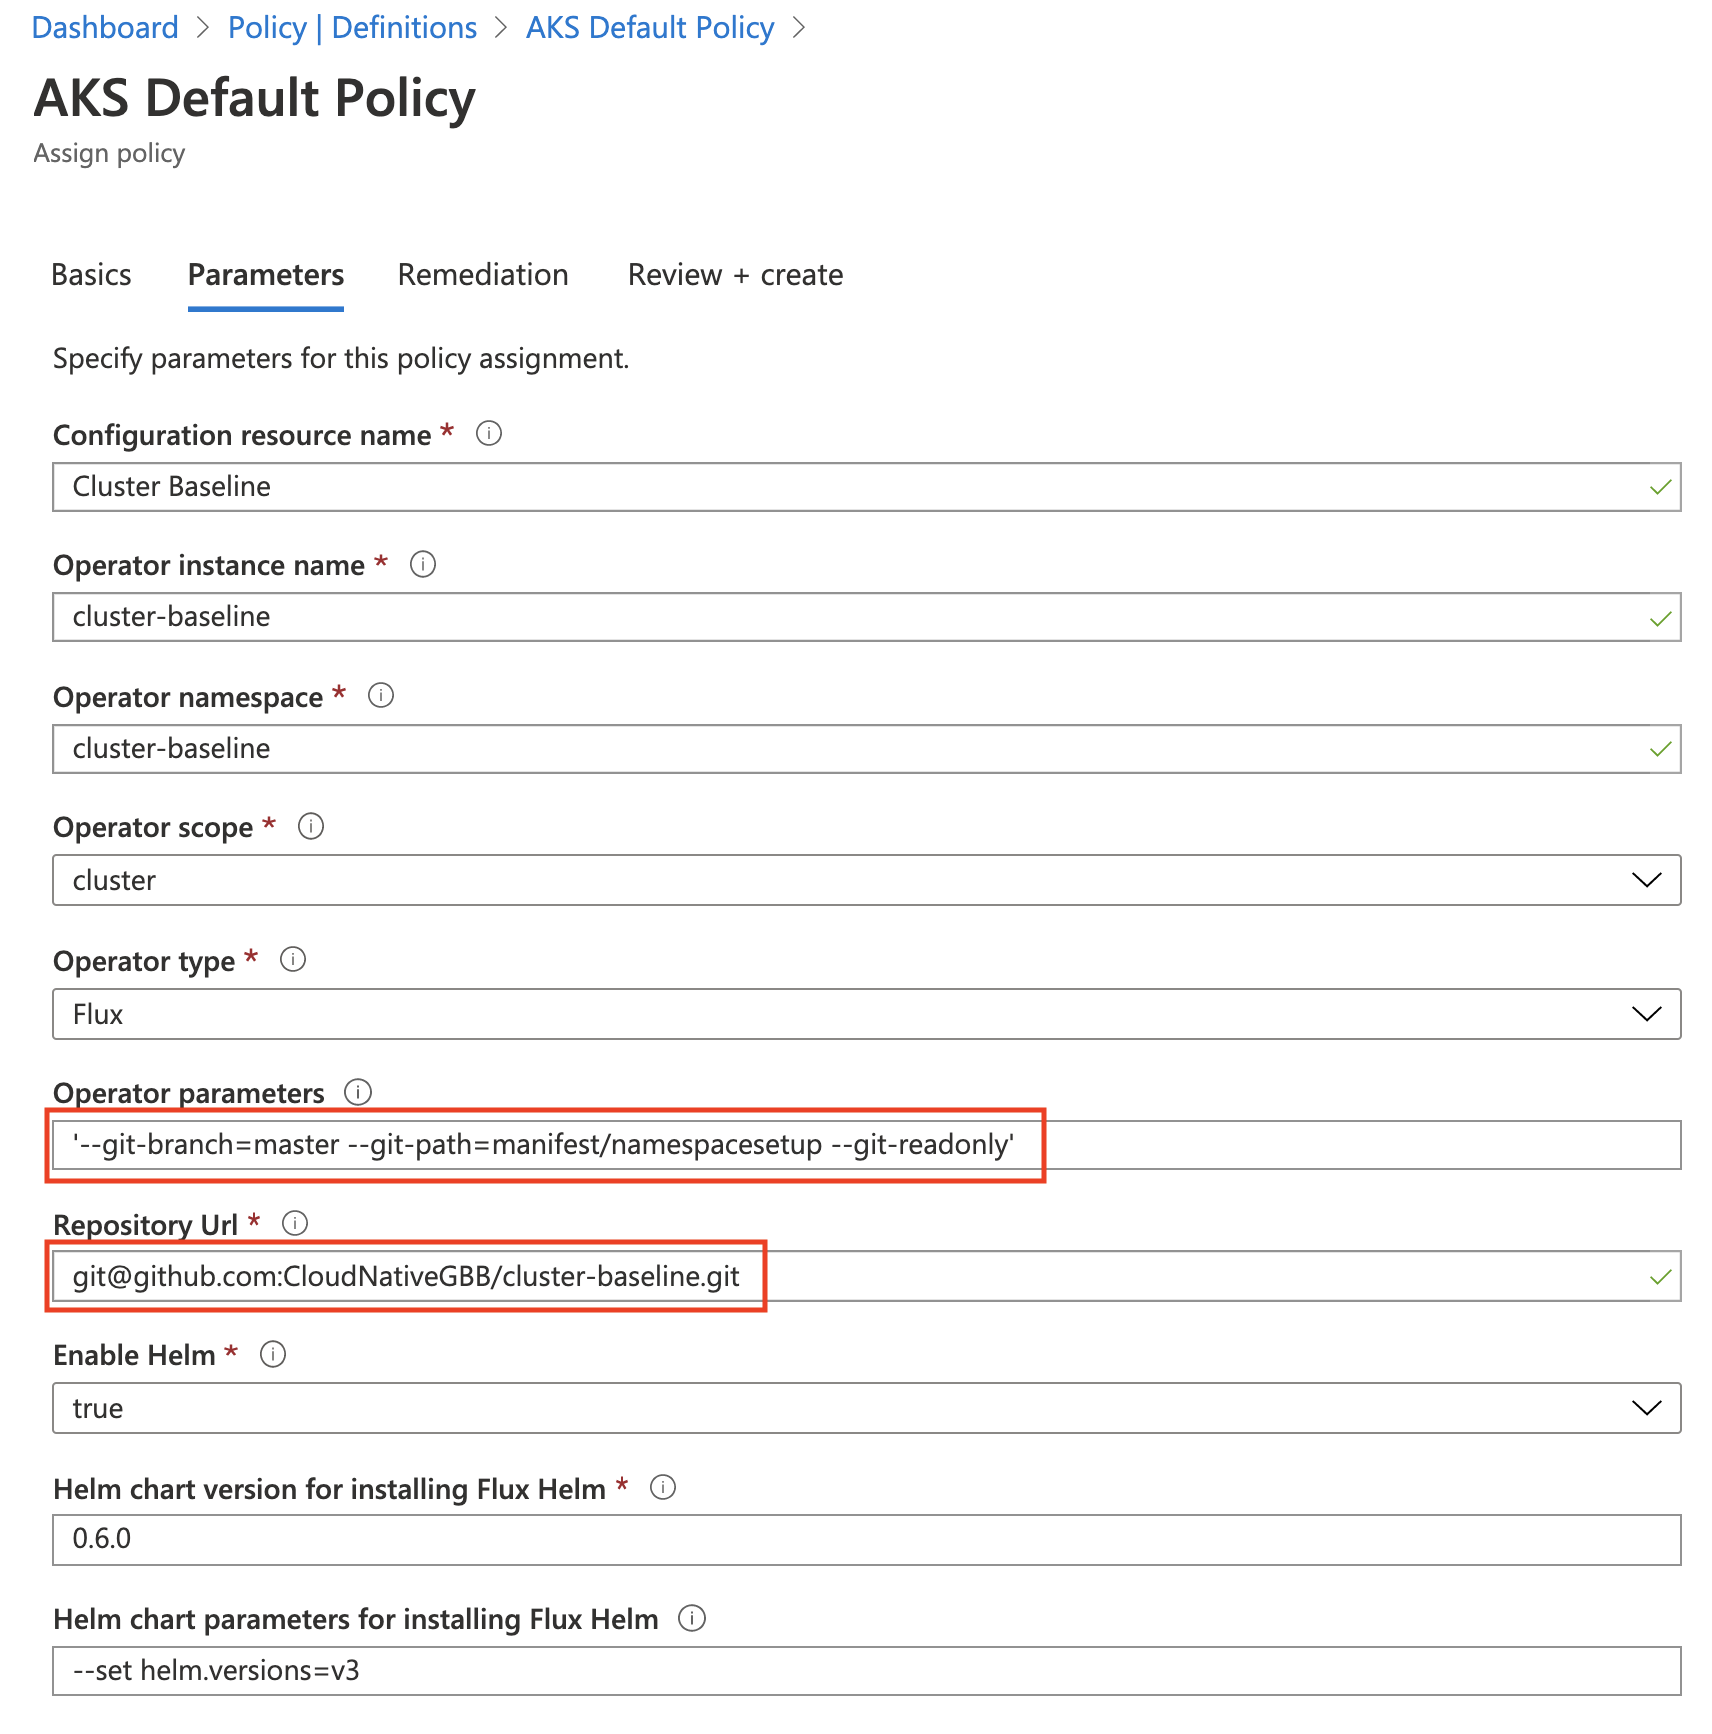 Dashboard > Policy | Definitions > AKS Default Policy >
AKS Default Policy
Assign policy
Basics Parameters Remediation Review + create
Specify parameters for this policy assignment.
Configuration resource name *
Cluster Baseline
Operator instance name *
cluster-baseline
Operator namespace *
cluster-baseline
Operator scope *
cluster
Operator type *
Flux
Operator parameters
'--git-branch=master --git-path=manifest/namespacesetup --git-readonly'
Repository Url *
git@github.com:CloudNativeGBB/cluster-baseline.git
Enable Helm *
true
Helm chart version for installing Flux Helm *
0.6.0
Helm chart parameters for installing Flux Helm
--set helm.versions=v3